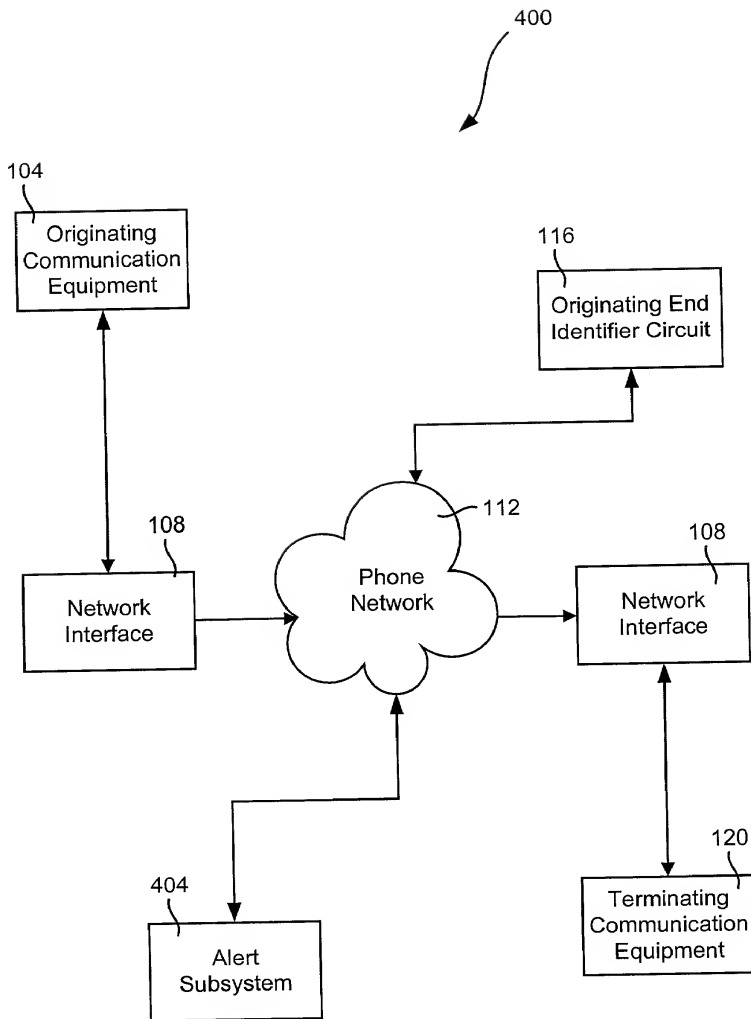 400
104
Originating
Communication
Equipment
116
Originating End
Identifier Circuit
112
108
Network
Interface
Phone
Network
108
Network
Interface
404
Alert
Subsystem
120
Terminating
Communication
Equipment